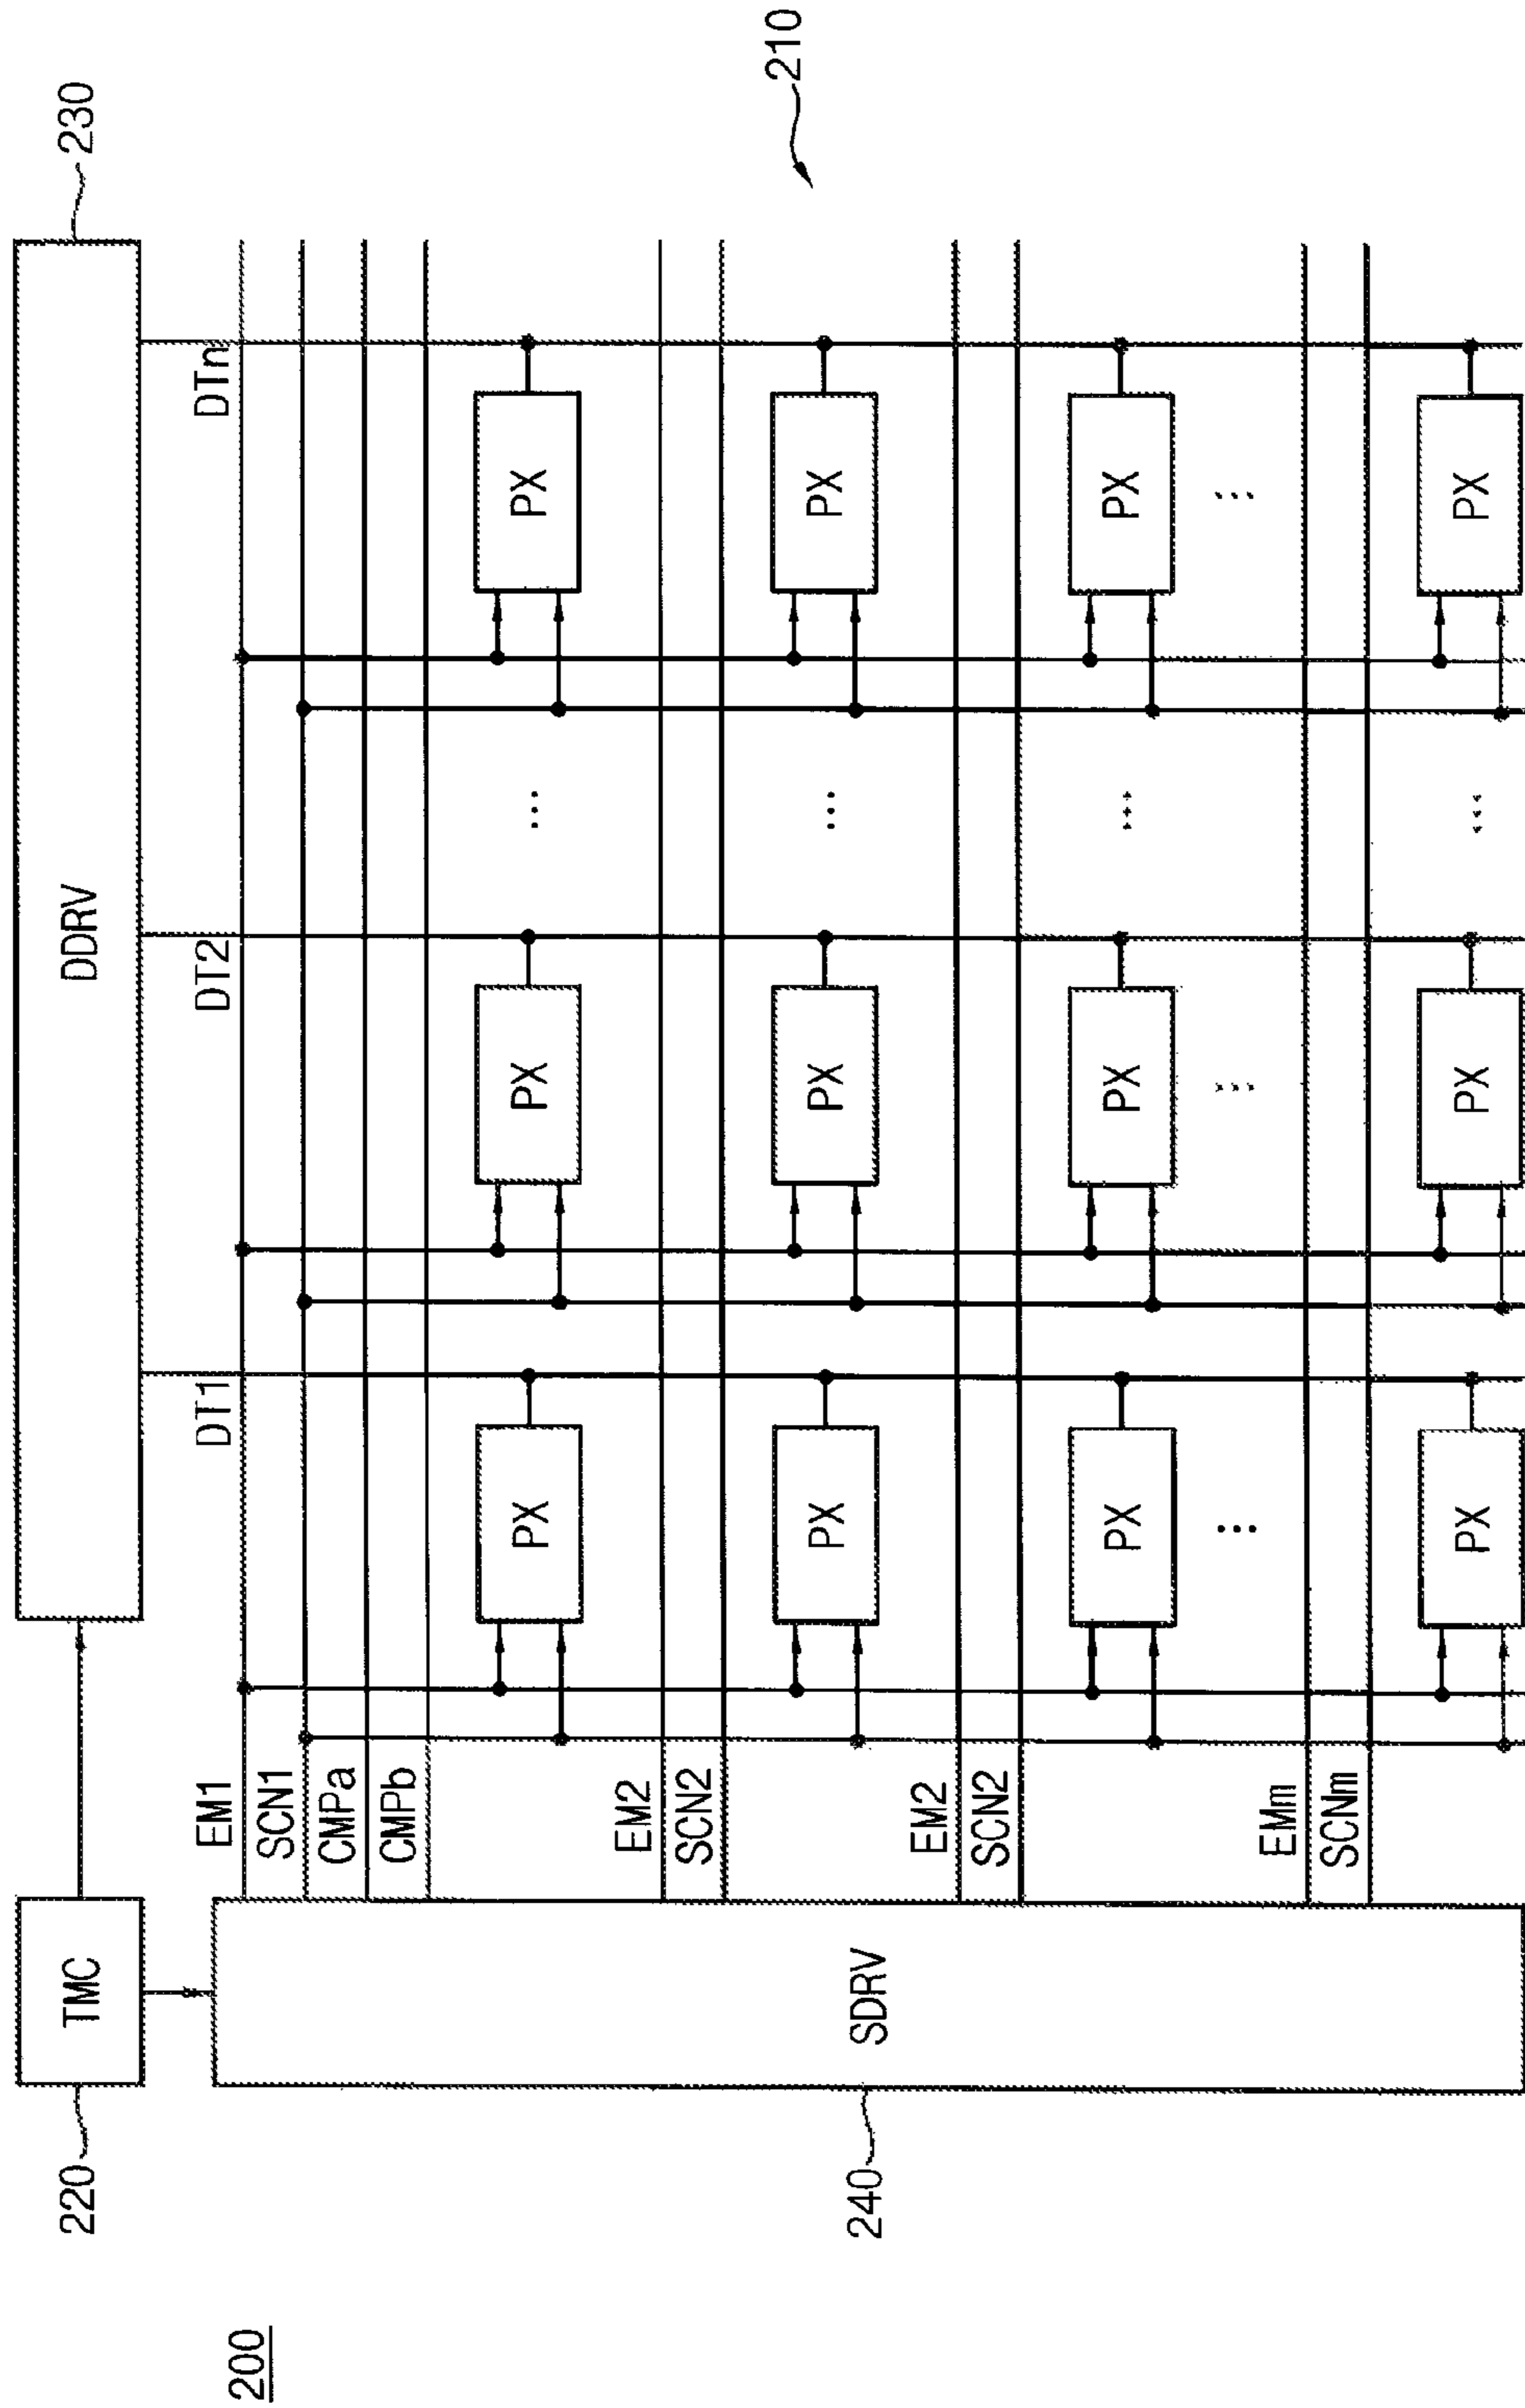 200
220
TMC
DDRV
230
240
SDRV
210
DT1
DT2
DTn
EM1
SCN1
CMPa
CMPb
PX
PX
...
PX
EM2
SCN2
PX
PX
...
PX
EM2
SCN2
PX
PX
...
PX
...
...
...
EMm
SCNm
PX
PX
...
PX